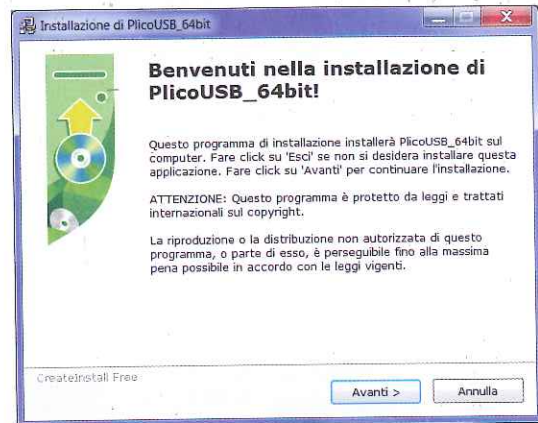 Installazione di PlicoUSB_64bit
Benvenuti nella installazione di
PlicoUSB_64bit!
Questo programma di installazione installerà PlicoUSB_64bit sul
computer. Fare click su 'Esci' se non si desidera installare questa
applicazione. Fare click su 'Avanti' per continuare l'installazione.
ATTENZIONE: Questo programma è protetto da leggi e trattati
internazionali sul copyright.
La riproduzione o la distribuzione non autorizzata di questo
programma, o parte di esso, è perseguibile fino alla massima
pena possibile in accordo con le leggi vigenti.
CreateInstall Free
Avanti >
Annulla